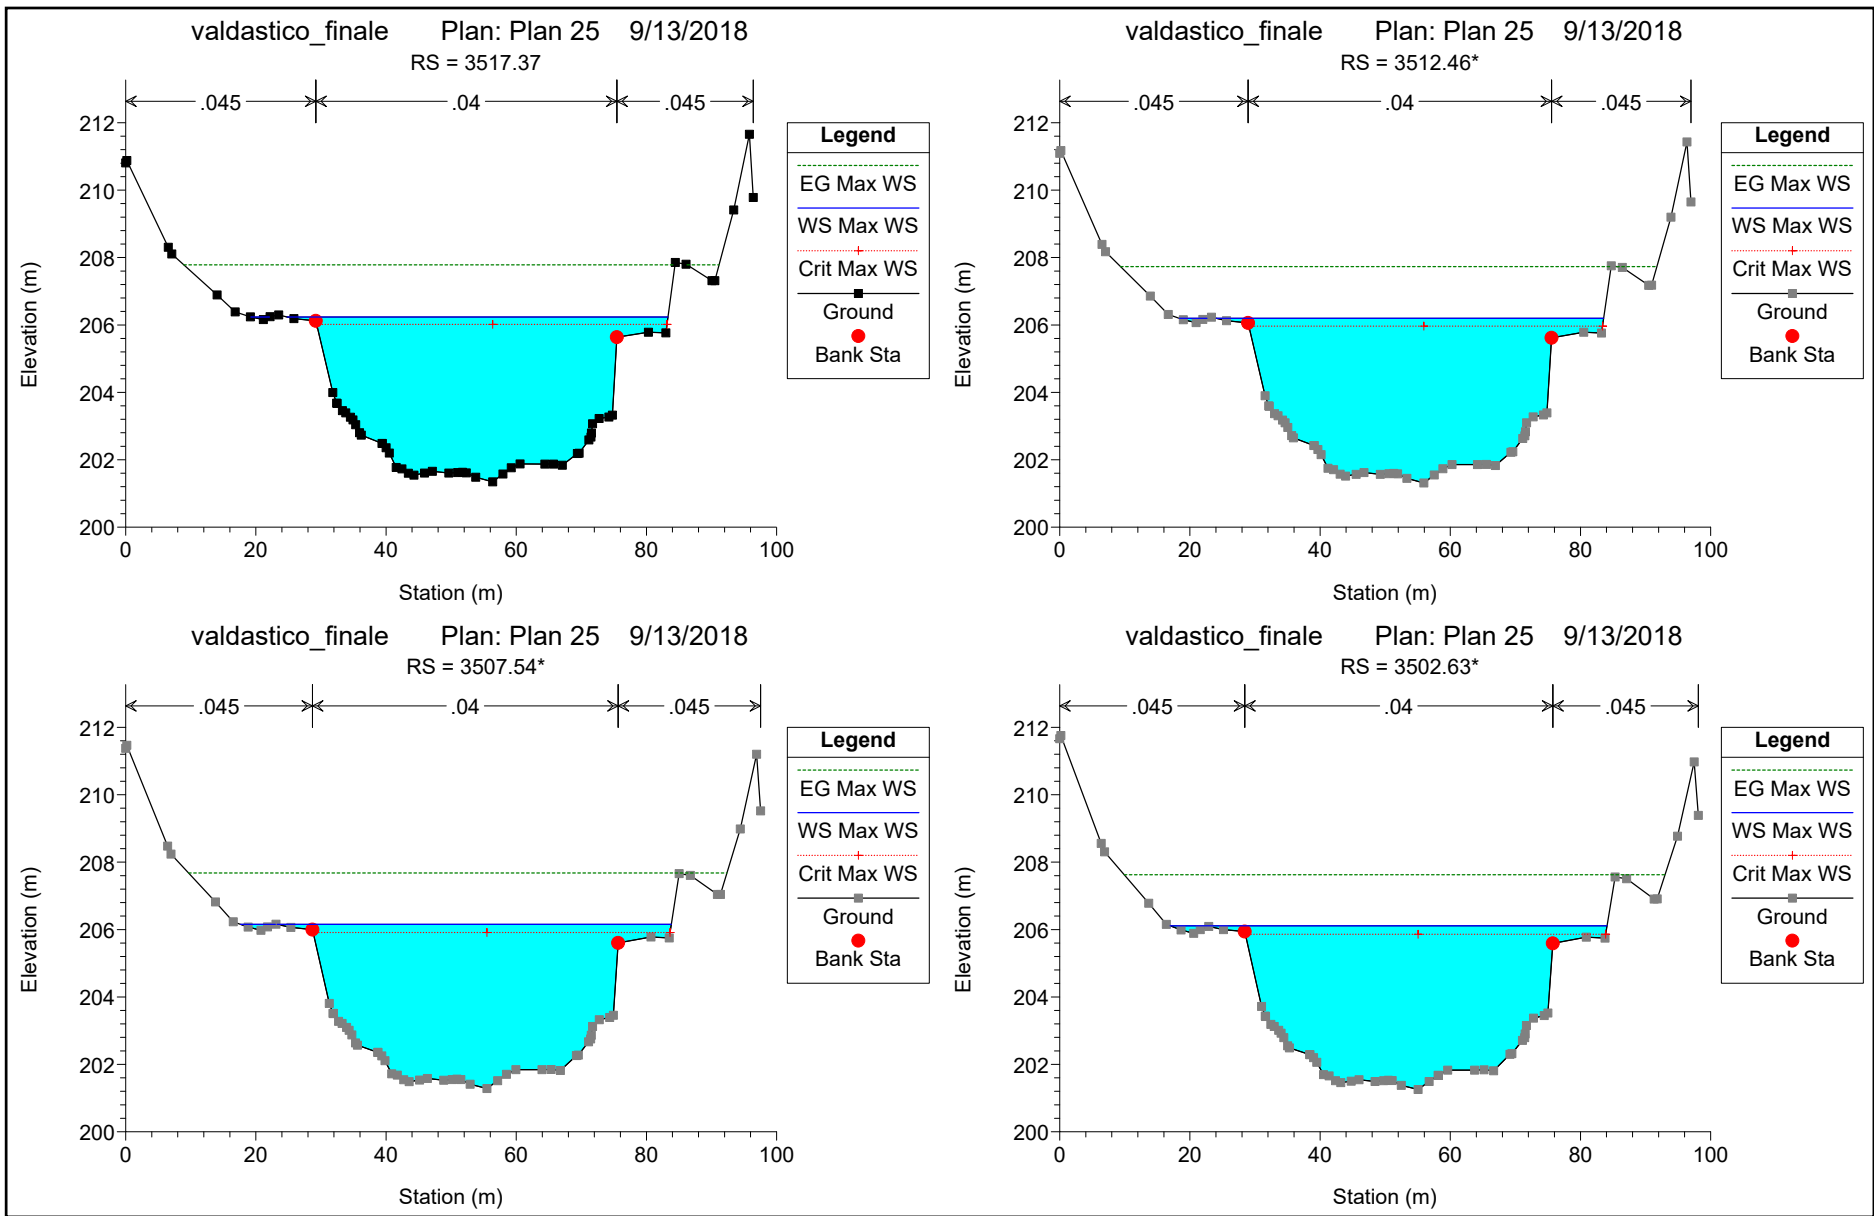 valdastico_finale Plan: Plan 25 9/13/2018
RS = 3517.37
.045 .04 .045
212
210
208
206
204
202
200
0 20 40 60 80 100
Elevation (m)
Station (m)
Legend
EG Max WS
WS Max WS
Crit Max WS
Ground
Bank Sta
valdastico_finale Plan: Plan 25 9/13/2018
RS = 3512.46*
.045 .04 .045
212
210
208
206
204
202
200
0 20 40 60 80 100
Elevation (m)
Station (m)
Legend
EG Max WS
WS Max WS
Crit Max WS
Ground
Bank Sta
valdastico_finale Plan: Plan 25 9/13/2018
RS = 3507.54*
.045 .04 .045
212
210
208
206
204
202
200
0 20 40 60 80 100
Elevation (m)
Station (m)
Legend
EG Max WS
WS Max WS
Crit Max WS
Ground
Bank Sta
valdastico_finale Plan: Plan 25 9/13/2018
RS = 3502.63*
.045 .04 .045
212
210
208
206
204
202
200
0 20 40 60 80 100
Elevation (m)
Station (m)
Legend
EG Max WS
WS Max WS
Crit Max WS
Ground
Bank Sta